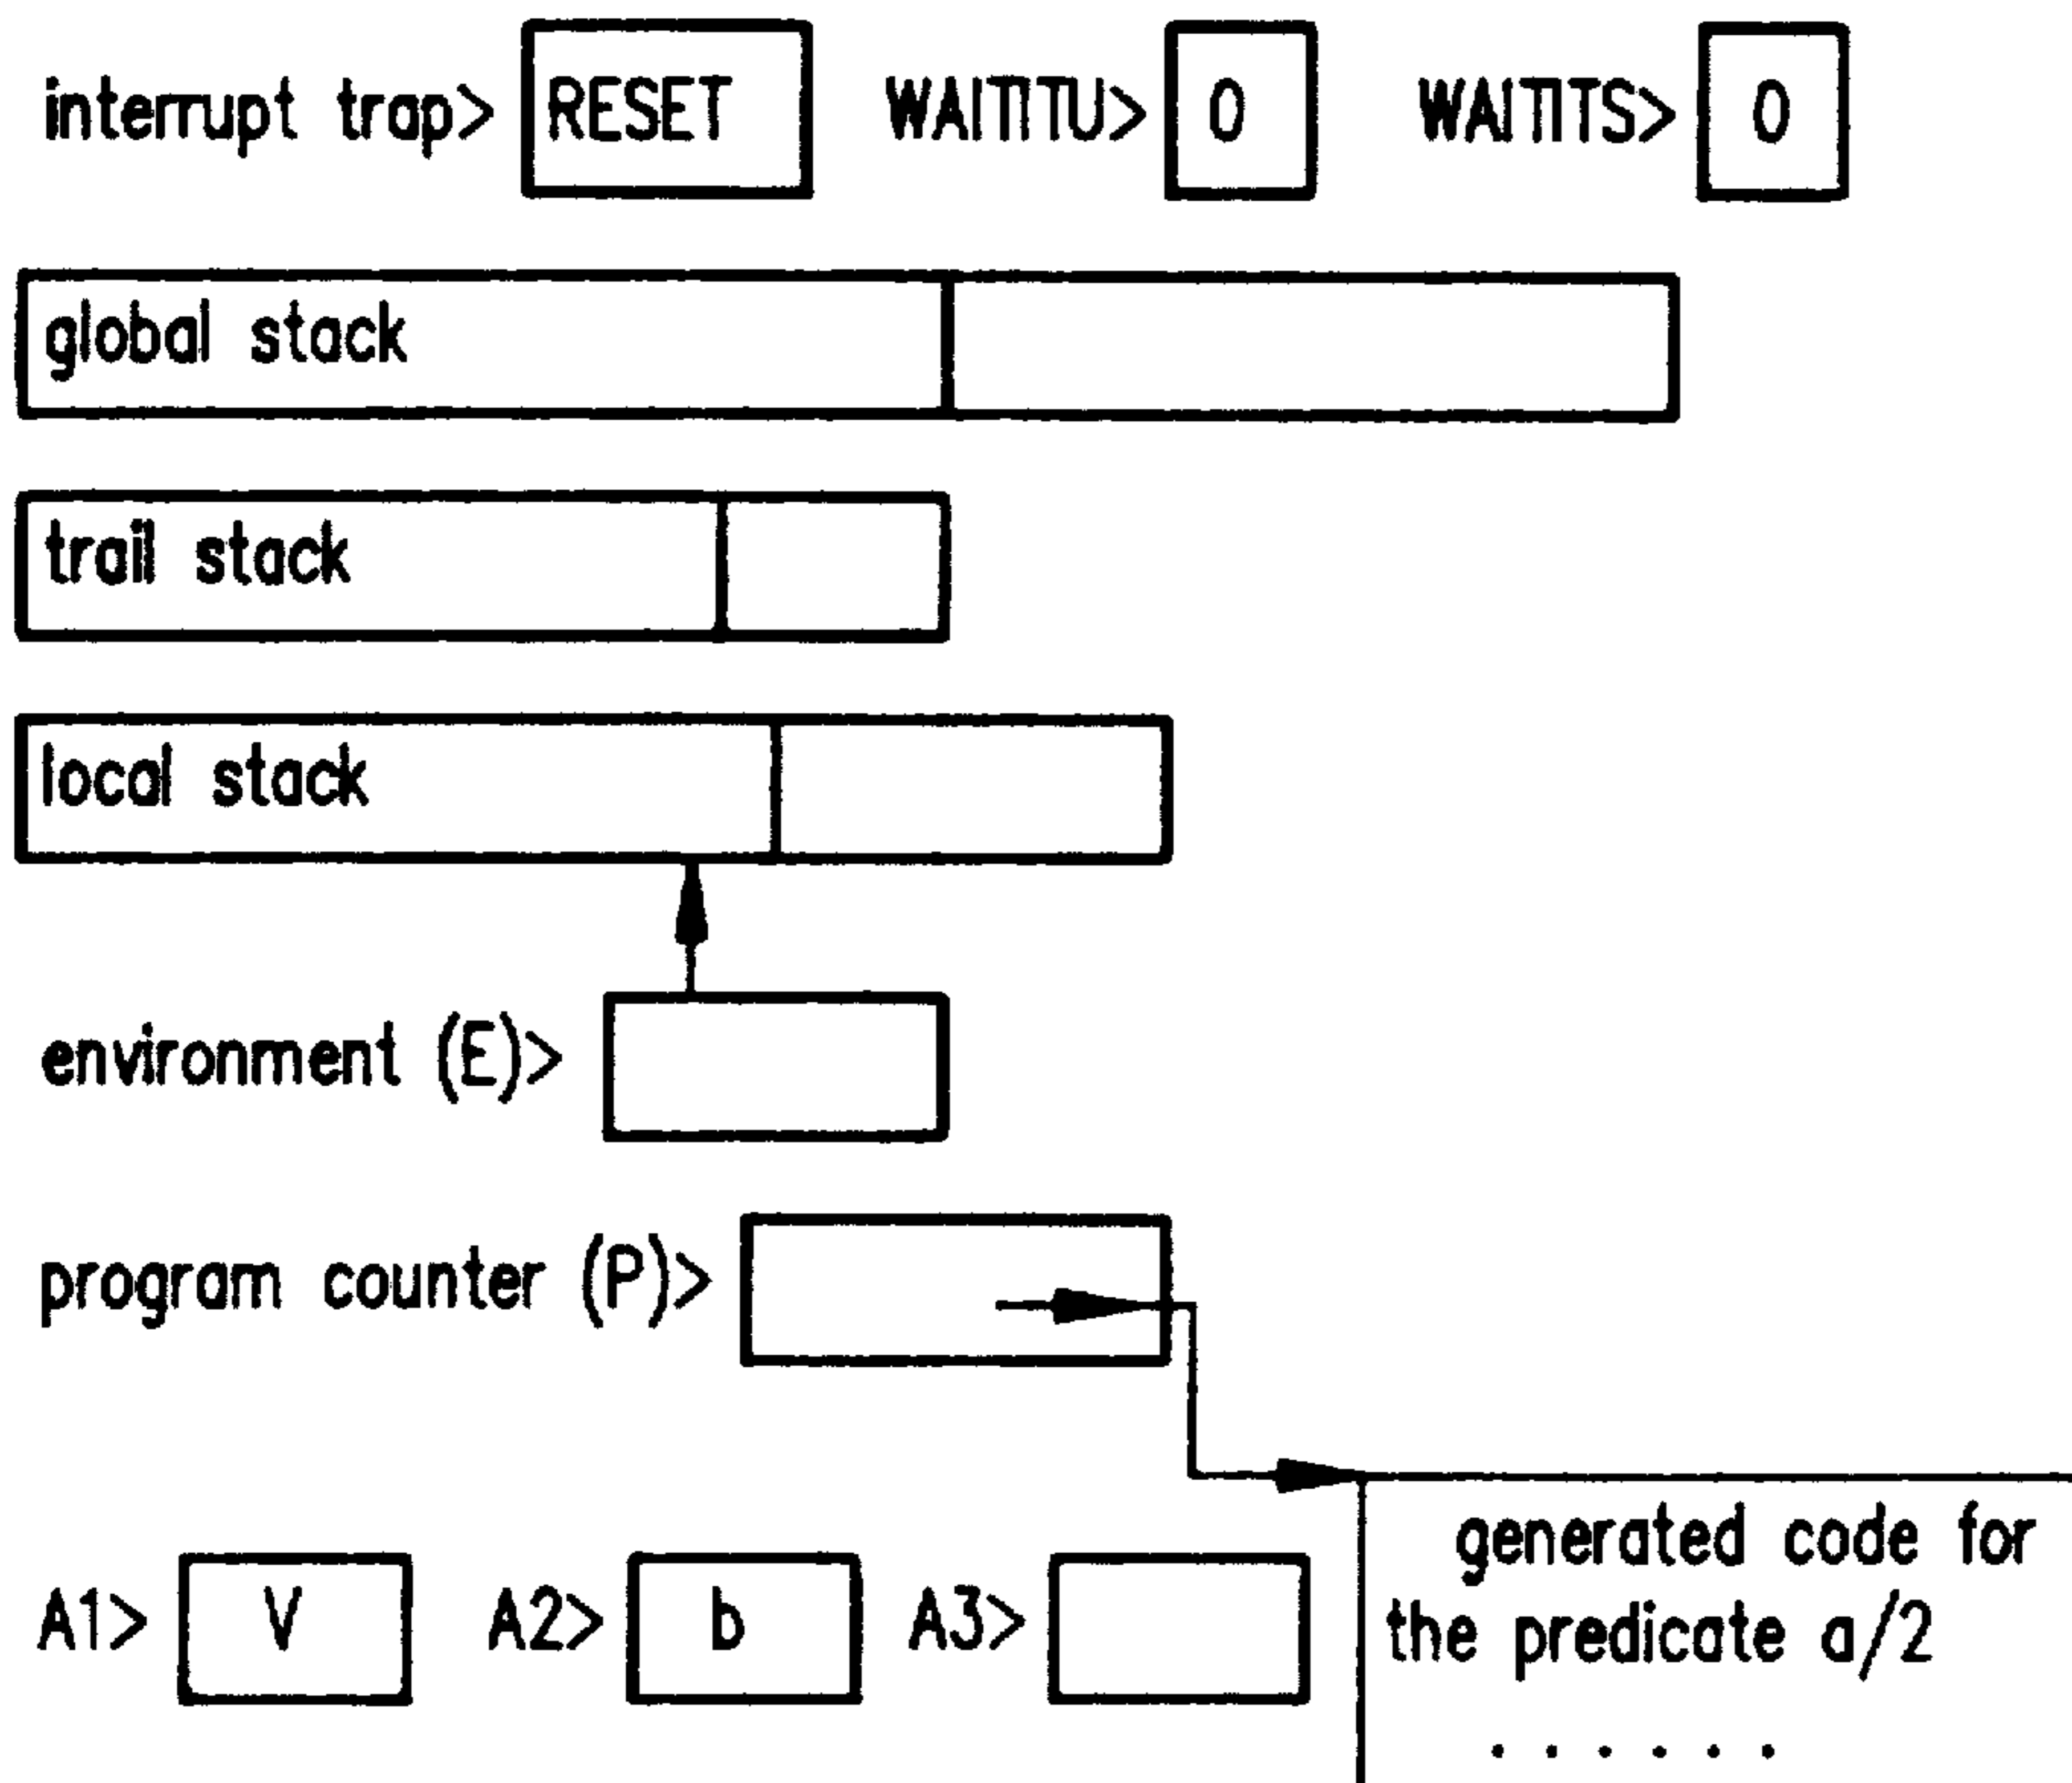 interrupt trap> RESET WAITITU> 0 WAITITS> 0
global stack
trail stack
local stack
environment (E)>
program counter (P)>
generated code for
A1> V A2> b A3> the predicate a/2
. . . . . .